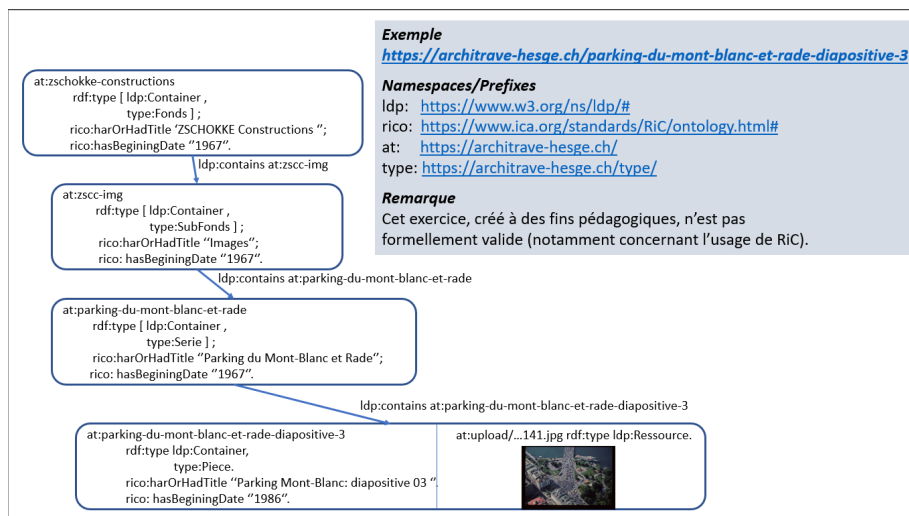 Exemple
https://architrave-hesge.ch/parking-du-mont-blanc-et-rade-diapositive-3
Namespaces/Prefixes
ldp: https://www.w3.org/ns/ldp/#
rico: https://www.ica.org/standards/RiC/ontology.html#
at: https://architrave-hesge.ch/
type: https://architrave-hesge.ch/type/
Remarque
Cet exercice, créé à des fins pédagogiques, n’est pas
formellement valide (notamment concernant l’usage de RiC).
at:zschokke-constructions
rdf:type [ ldp:Container ,
type:Fonds ] ;
rico:harOrHadTitle ‘ZSCHOKKE Constructions “;
rico:hasBeginingDate “1967”.
ldp:contains at:zscc-img
at:zscc-img
rdf:type [ ldp:Container ,
type:SubFonds ] ;
rico:harOrHadTitle “Images”;
rico: hasBeginingDate “1967”.
ldp:contains at:parking-du-mont-blanc-et-rade
at:parking-du-mont-blanc-et-rade
rdf:type [ ldp:Container ,
type:Serie ] ;
rico:harOrHadTitle “Parking du Mont-Blanc et Rade”;
rico: hasBeginingDate “1967”.
ldp:contains at:parking-du-mont-blanc-et-rade-diapositive-3
at:parking-du-mont-blanc-et-rade-diapositive-3
rdf:type ldp:Container,
type:Piece.
rico:harOrHadTitle “Parking Mont-Blanc: diapositive 03 “.
rico: hasBeginingDate “1986”.
at:upload/...141.jpg rdf:type ldp:Ressource.